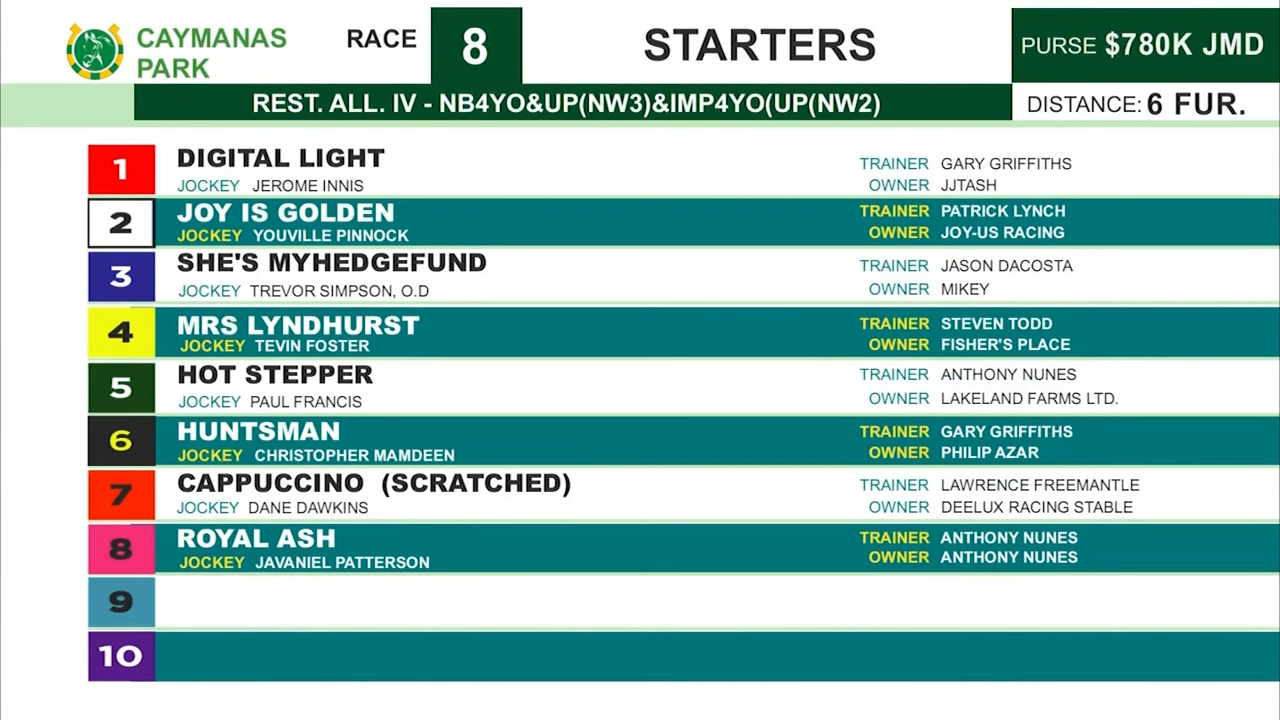 CAYMANAS PARK
RACE 8
STARTERS
PURSE $780K JMD
REST. ALL. IV - NB4YO&UP(NW3)&IMP4YO(UP(NW2)
DISTANCE: 6 FUR.
1 DIGITAL LIGHT
JOCKEY JEROME INNIS
TRAINER GARY GRIFFITHS
OWNER JJTASH
2 JOY IS GOLDEN
JOCKEY YOUVILLE PINNOCK
TRAINER PATRICK LYNCH
OWNER JOY-US RACING
3 SHE'S MYHEDGEFUND
JOCKEY TREVOR SIMPSON, O.D
TRAINER JASON DACOSTA
OWNER MIKEY
4 MRS LYNDHURST
JOCKEY TEVIN FOSTER
TRAINER STEVEN TODD
OWNER FISHER'S PLACE
5 HOT STEPPER
JOCKEY PAUL FRANCIS
TRAINER ANTHONY NUNES
OWNER LAKELAND FARMS LTD.
6 HUNTSMAN
JOCKEY CHRISTOPHER MAMDEEN
TRAINER GARY GRIFFITHS
OWNER PHILIP AZAR
7 CAPPUCCINO (SCRATCHED)
JOCKEY DANE DAWKINS
TRAINER LAWRENCE FREEMANTLE
OWNER DEELUX RACING STABLE
8 ROYAL ASH
JOCKEY JAVANIEL PATTERSON
TRAINER ANTHONY NUNES
OWNER ANTHONY NUNES
9
10